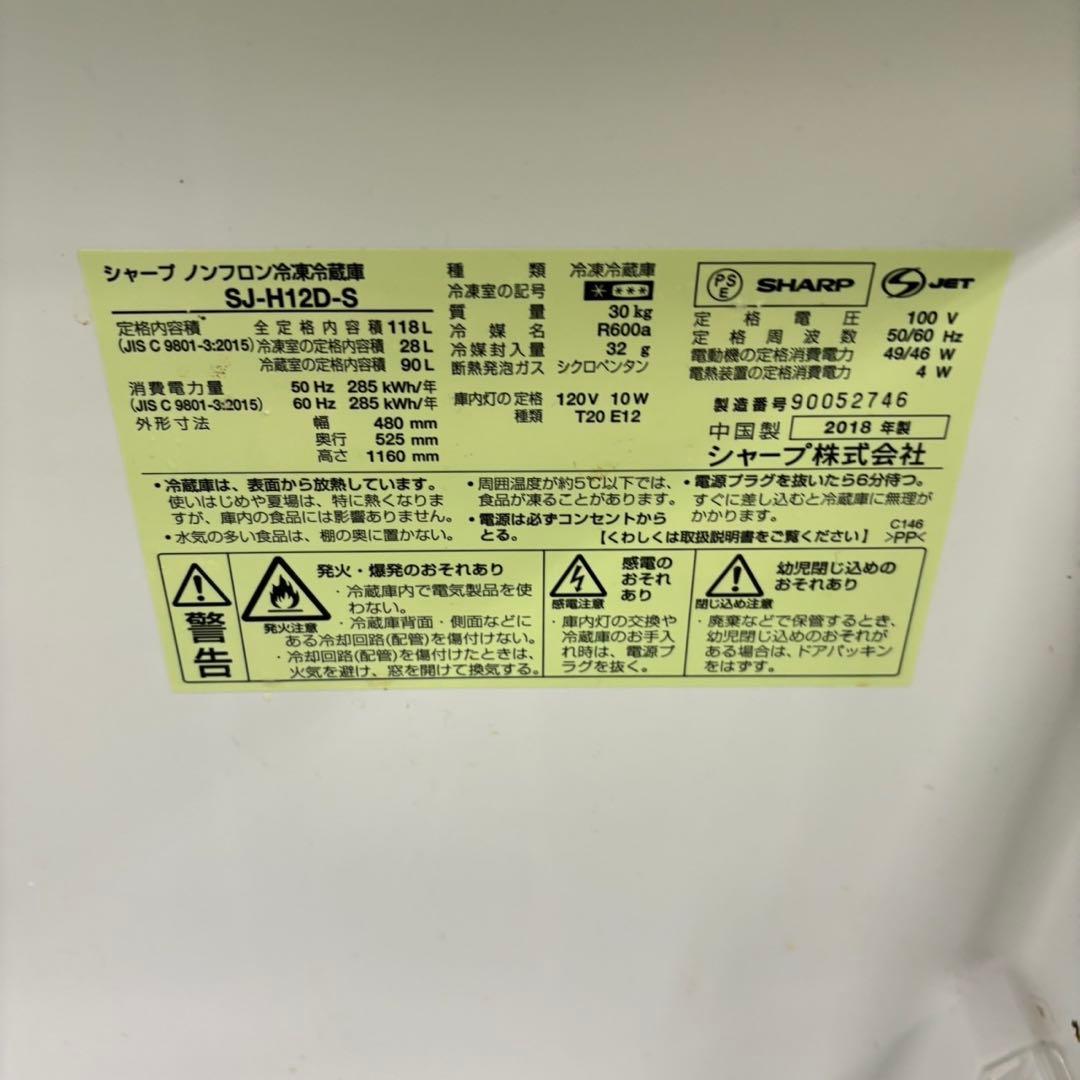 シャープ ノンフロン冷凍冷蔵庫
SJ-H12D-S
定格内容積 全定格内容積 118L
(JIS C 9801-3:2015) 冷凍室の定格内容積 28L
冷蔵室の定格内容積 90L
消費電力量 50 Hz 285 kWh/年
(JIS C 9801-3:2015) 60 Hz 285 kWh/年
外形寸法 幅 480 mm
奥行 525 mm
高さ 1160 mm
種類 冷凍冷蔵庫
冷凍室の記号 * ***
質量 30 kg
冷媒名 R600a
冷媒封入量 32 g
断熱発泡ガス シクロペンタン
庫内灯の定格 120V 10W
種類 T20 E12
PS
E SHARP JET
定格電圧 100 V
定格周波数 50/60 Hz
電動機の定格消費電力 49/46 W
電熱装置の定格消費電力 4 W
製造番号 90052746
中国製 2018 年製
シャープ株式会社
・冷蔵庫は、表面から放熱しています。
使いはじめや夏場は、特に熱くなりま
すが、庫内の食品には影響ありません。
・水気の多い食品は、棚の奥に置かない。
・周囲温度が約5℃以下では、
食品が凍ることがあります。
・電源は必ずコンセントから
とる。
・電源プラグを抜いたら6分待つ。
すぐに差し込むと冷蔵庫に無理が
かかります。
【くわしくは取扱説明書をご覧ください】
C146
>PP<
警告
発火注意
発火・爆発のおそれあり
・冷蔵庫内で電気製品を使
わない。
・冷蔵庫背面・側面などに
ある冷却回路(配管)を傷付けない。
・冷却回路(配管)を傷付けたときは、
火気を避け、窓を開けて換気する。
感電注意
感電の
おそれ
あり
・庫内灯の交換や
冷蔵庫のお手入
れ時は、電源プ
ラグを抜く。
閉じ込め注意
幼児閉じ込めの
おそれあり
・廃棄などで保管するとき、
幼児閉じ込めのおそれが
ある場合は、ドアパッキン
をはずす。